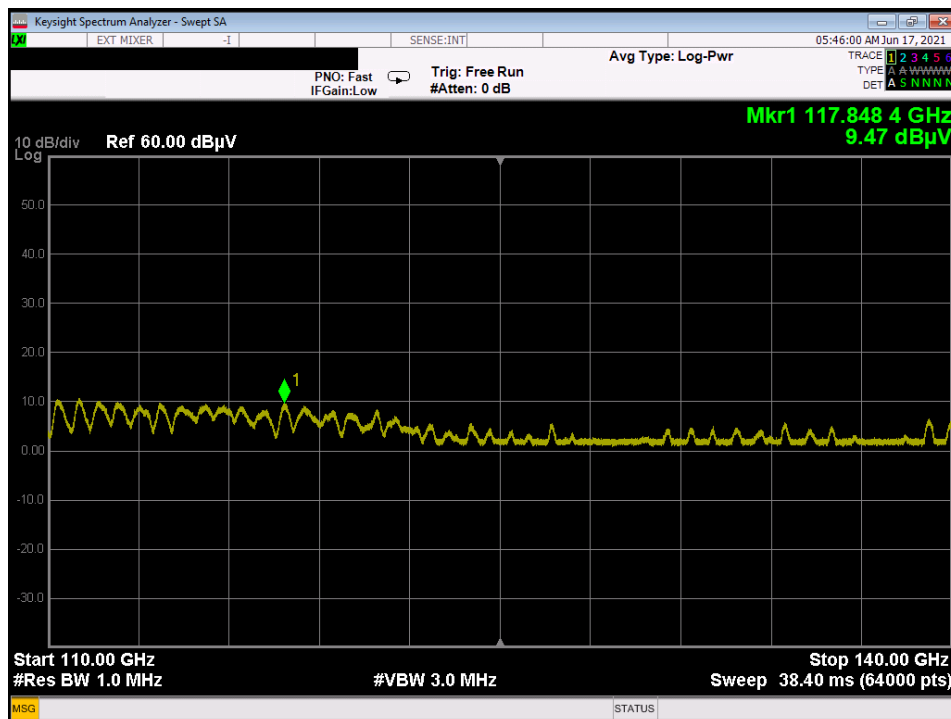 Keysight Spectrum Analyzer - Swept SA
LXI EXT MIXER -I SENSE:INT 05:46:00 AM Jun 17, 2021
Avg Type: Log-Pwr
TRACE 1 2 3 4 5 6
PNO: Fast Trig: Free Run TYPE A A W W W W
IFGain:Low #Atten: 0 dB DET A S N N N N
Mkr1 117.848 4 GHz
10 dB/div Ref 60.00 dBµV 9.47 dBµV
Log
50.0
40.0
30.0
20.0
1
10.0
0.00
-10.0
-20.0
-30.0
Start 110.00 GHz Stop 140.00 GHz
#Res BW 1.0 MHz #VBW 3.0 MHz Sweep 38.40 ms (64000 pts)
MSG STATUS